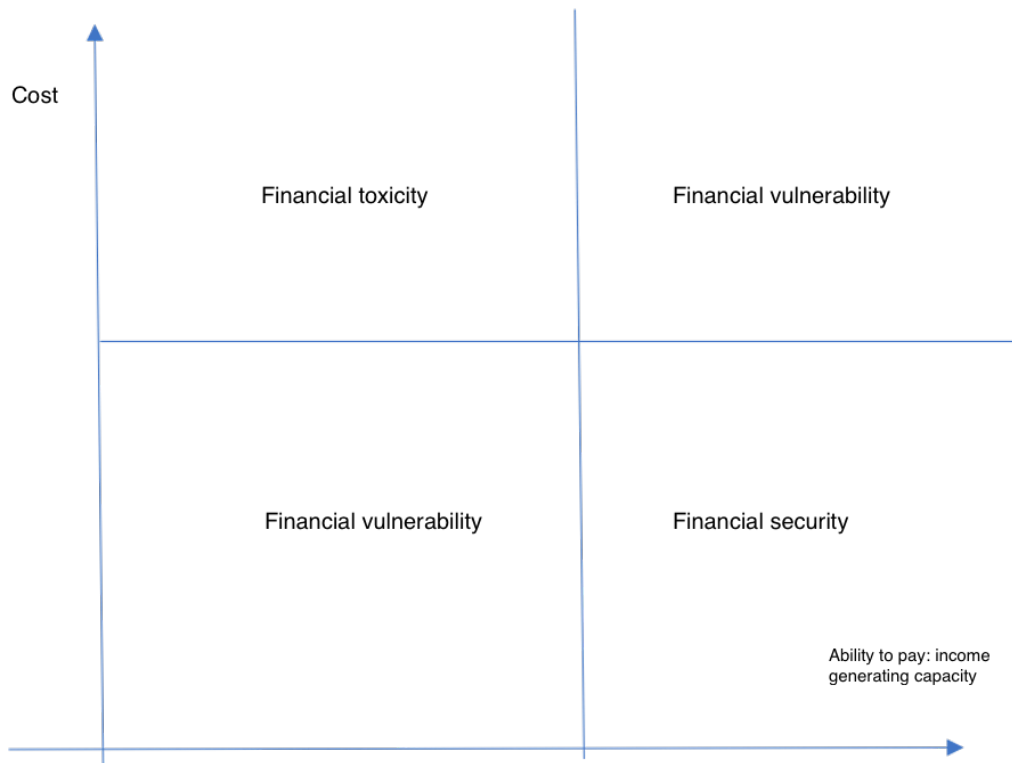 Cost
Financial toxicity
Financial vulnerability
Financial vulnerability
Financial security
Ability to pay: income
generating capacity